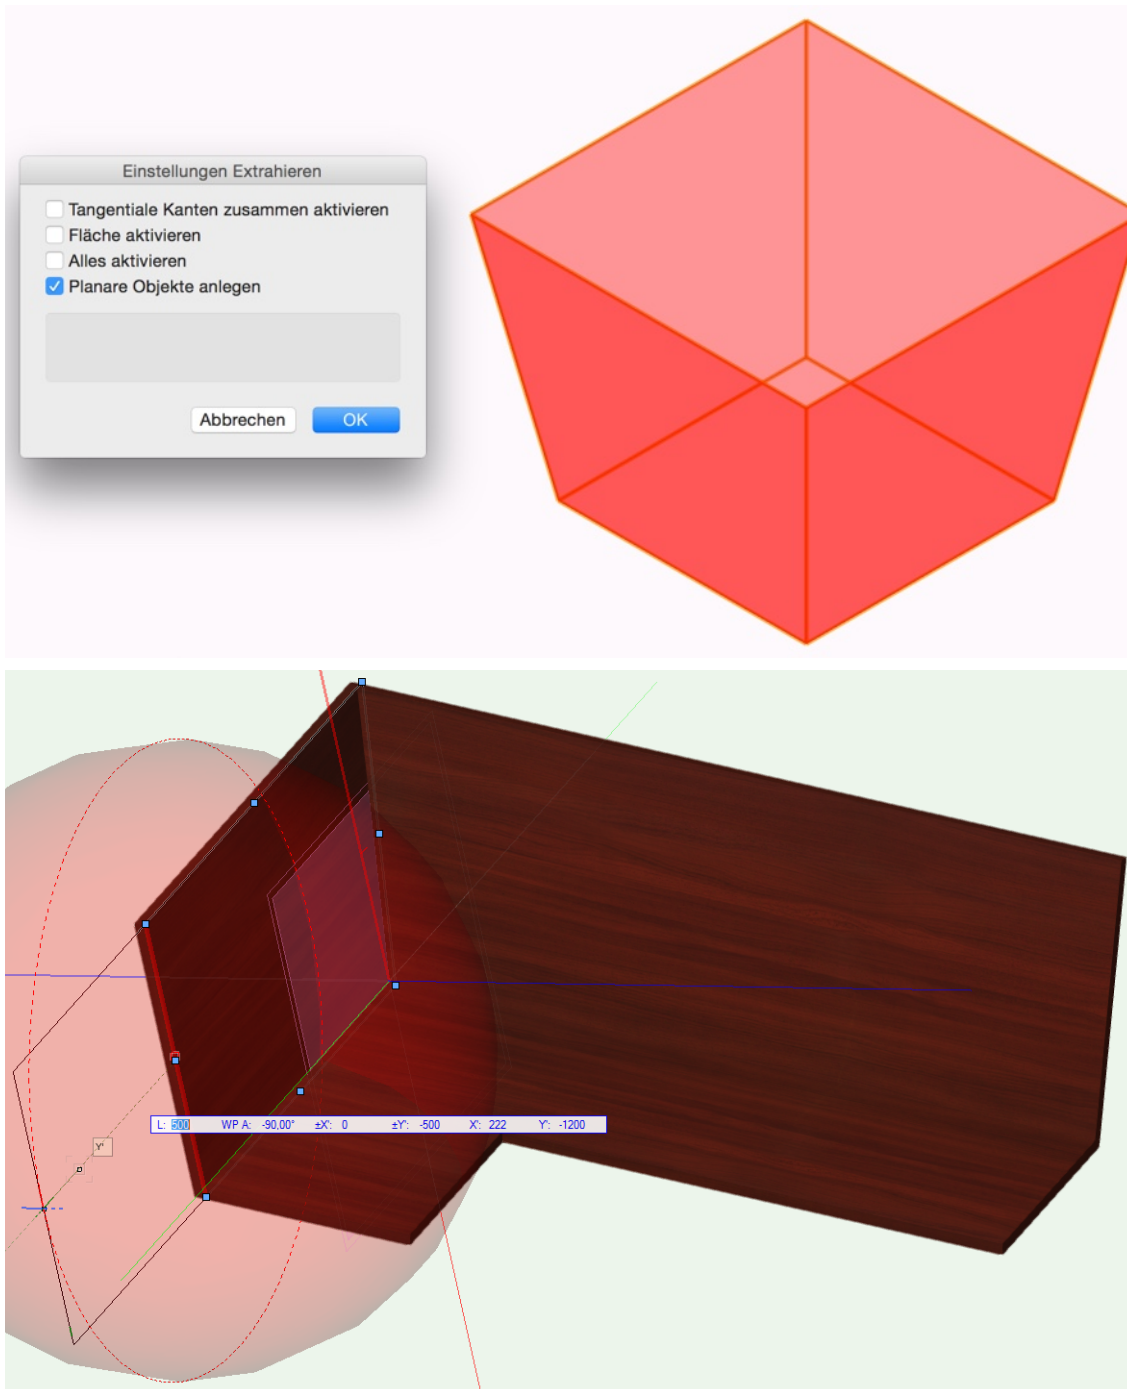 Einstellungen Extrahieren
Tangentiale Kanten zusammen aktivieren
Fläche aktivieren
Alles aktivieren
Planare Objekte anlegen
Abbrechen OK
Y'
L: 500 WP A: -90,00° ±X': 0 ±Y': -500 X': 222 Y': -1200